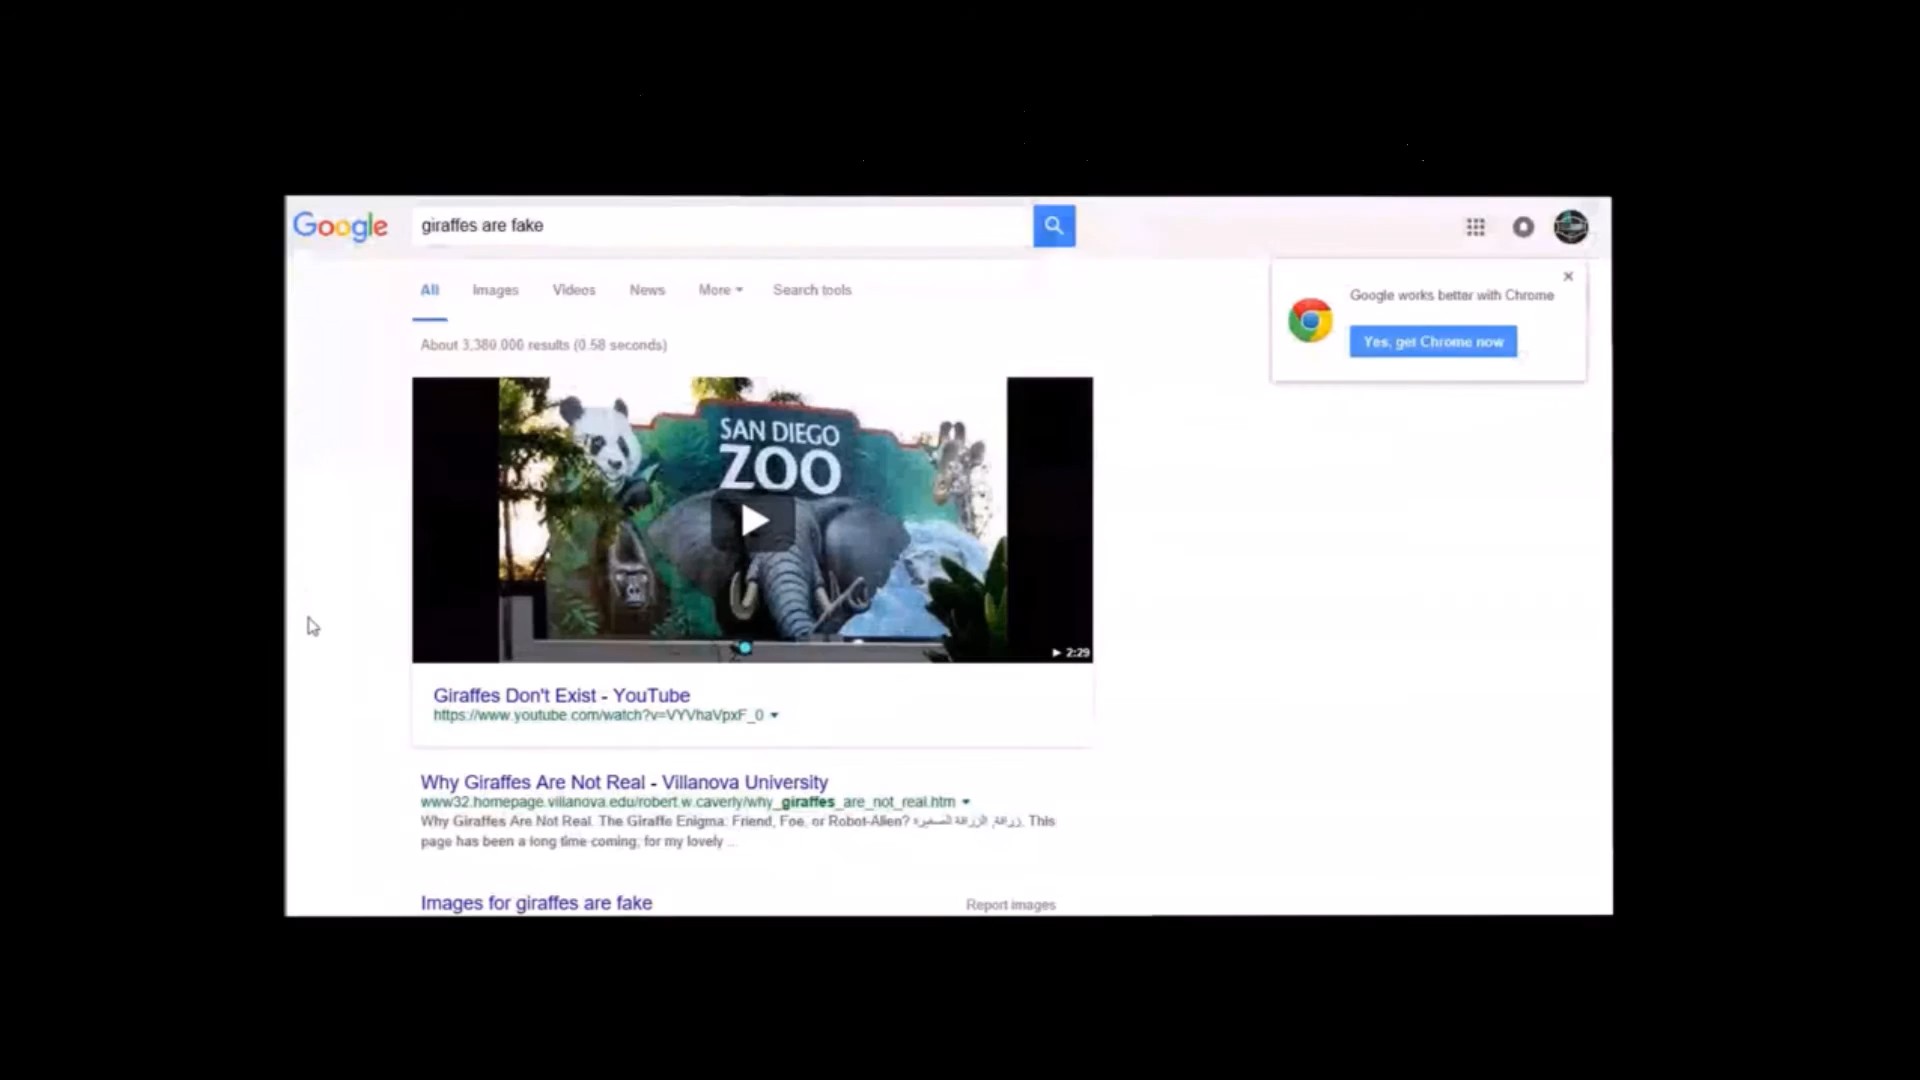 Google
giraffes are fake
All Images Videos News More Search tools
Google works better with Chrome
Yes, get Chrome now
About 3,380,000 results (0.58 seconds)
SAN DIEGO
ZOO
2:29
Giraffes Don't Exist - YouTube
https://www.youtube.com/watch?v=VYVhaVpxF_0
Why Giraffes Are Not Real - Villanova University
www32.homepage.villanova.edu/robert.w.caverly/why_giraffes_are_not_real.htm
Why Giraffes Are Not Real. The Giraffe Enigma: Friend, Foe, or Robot-Alien? زرافة, الزرافة الصغيرة. This
page has been a long time coming, for my lovely ...
Images for giraffes are fake
Report images